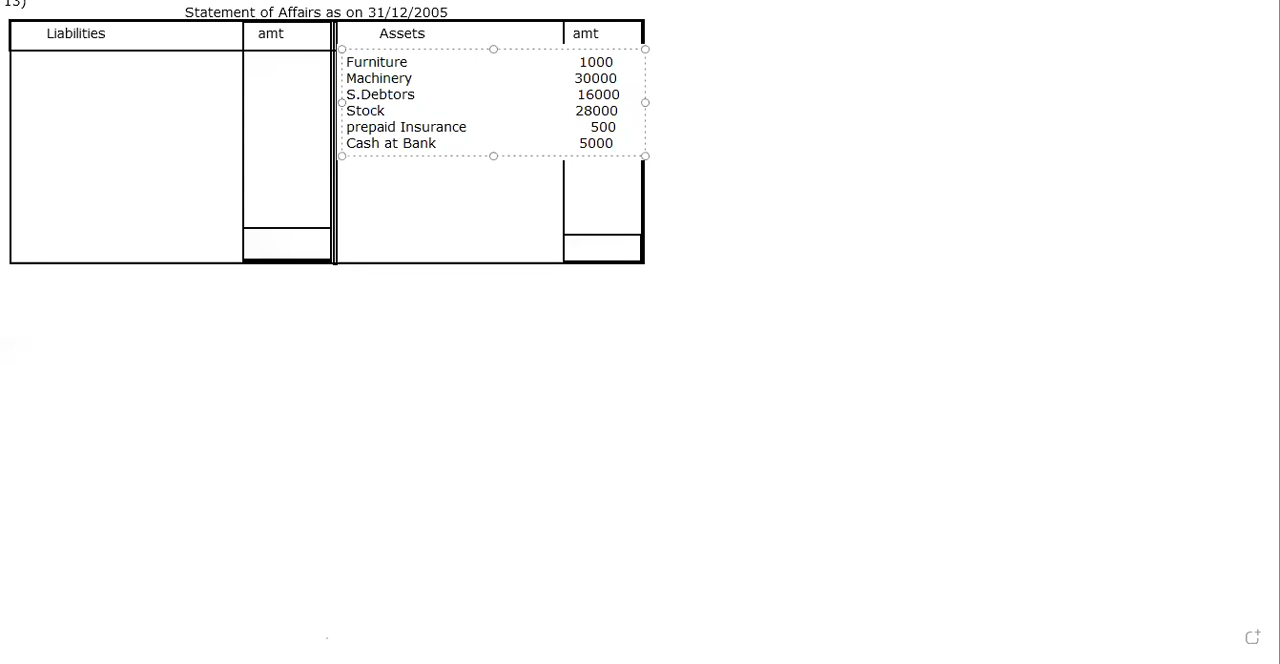 13)
Statement of Affairs as on 31/12/2005
Liabilities amt Assets amt
Furniture 1000
Machinery 30000
S.Debtors 16000
Stock 28000
prepaid Insurance 500
Cash at Bank 5000